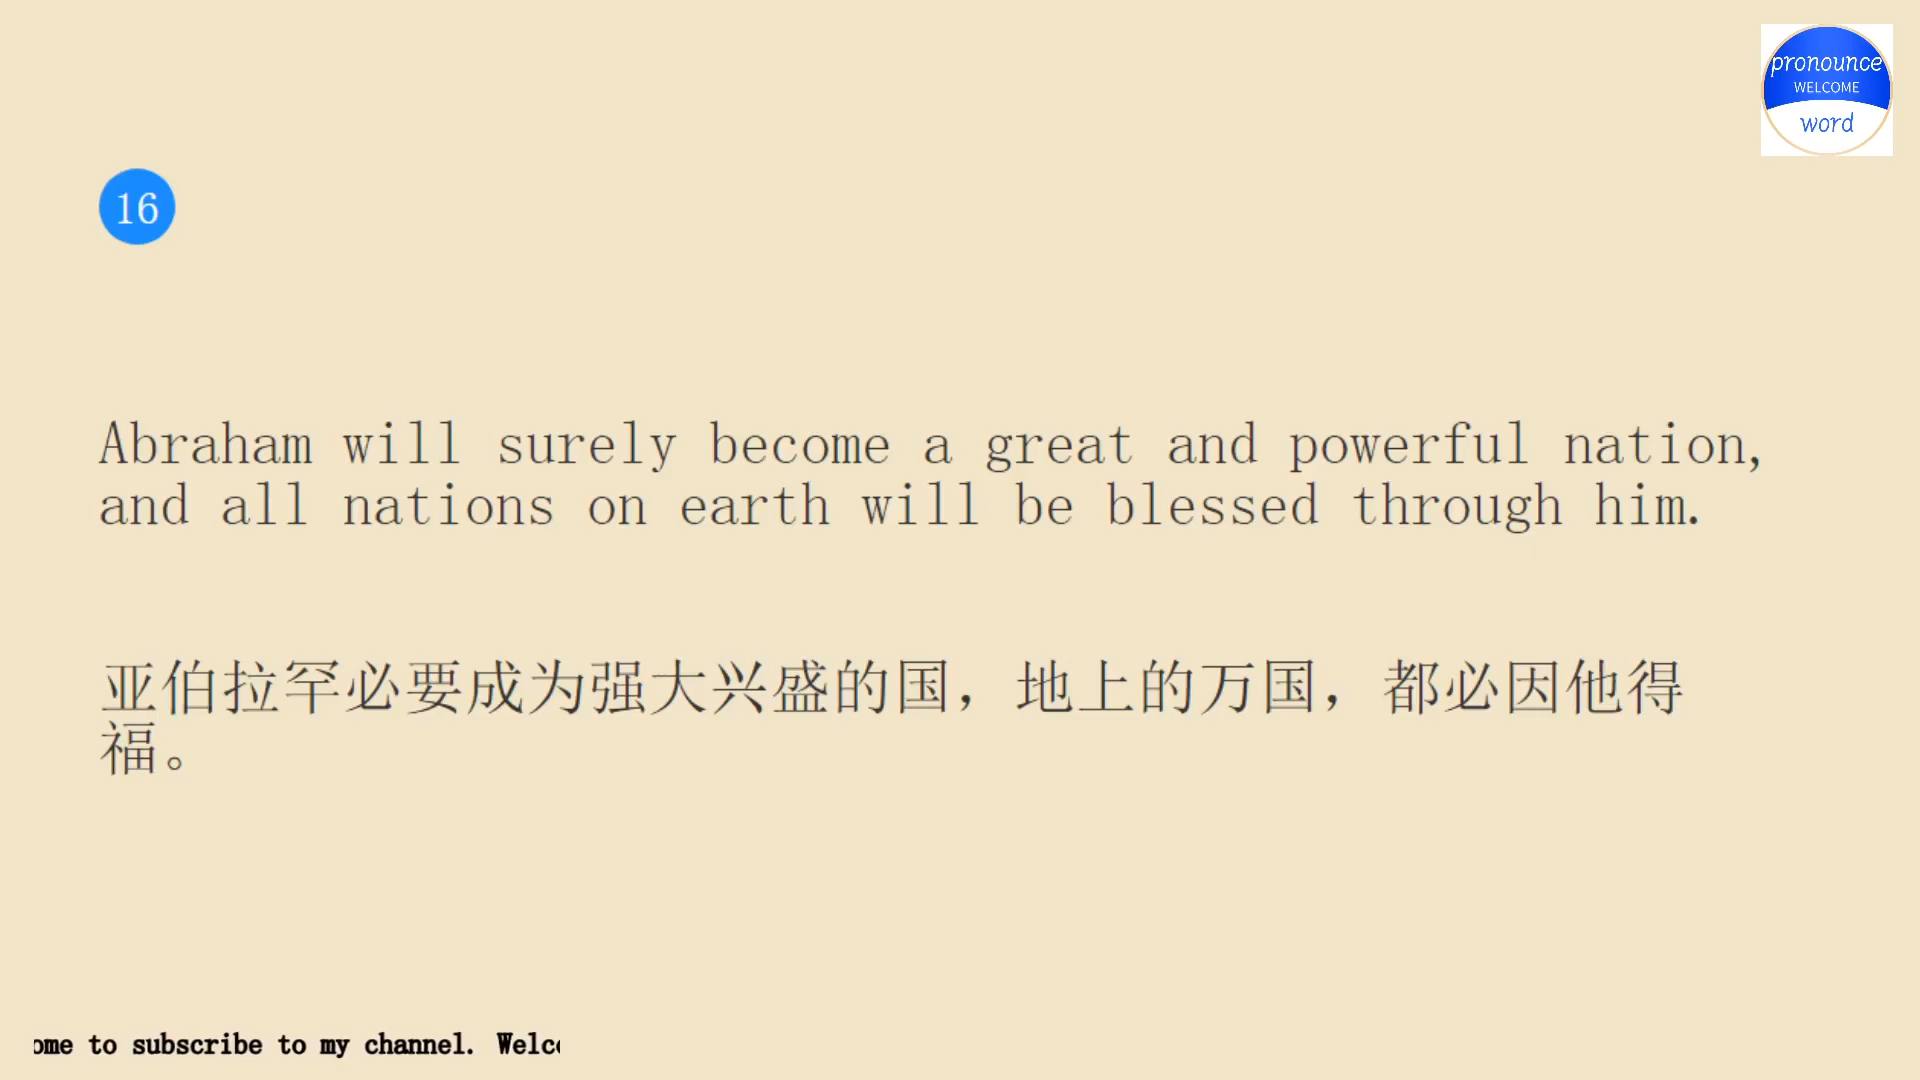 pronounce
WELCOME
word
16
Abraham will surely become a great and powerful nation,
and all nations on earth will be blessed through him.
亚伯拉罕必要成为强大兴盛的国，地上的万国，都必因他得
福。
ome to subscribe to my channel. Welco